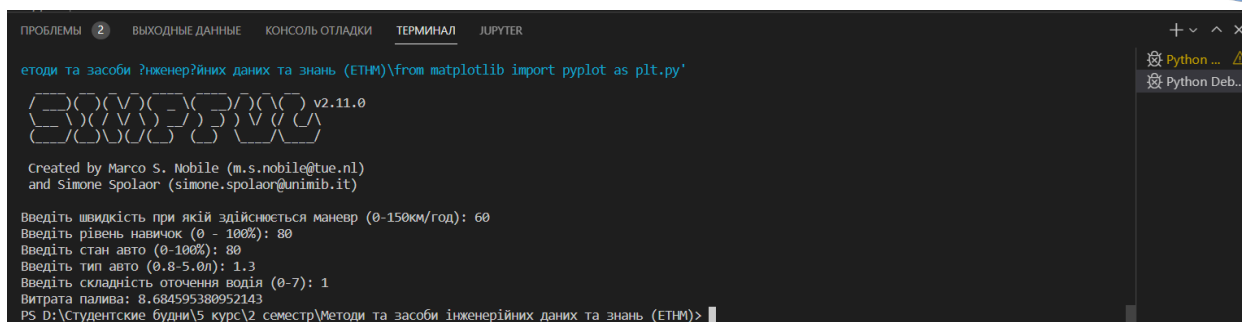 ПРОБЛЕМЫ 2 ВЫХОДНЫЕ ДАННЫЕ КОНСОЛЬ ОТЛАДКИ ТЕРМИНАЛ JUPYTER
етоди та засоби ?нженер?йних даних та знань (ЕТНМ)\from matplotlib import pyplot as plt.py'
Python ...
Python Deb...
v2.11.0
Created by Marco S. Nobile (m.s.nobile@tue.nl)
and Simone Spolaor (simone.spolaor@unimib.it)
Введіть швидкість при якій здійснюється маневр (0-150км/год): 60
Введіть рівень навичок (0 - 100%): 80
Введіть стан авто (0-100%): 80
Введіть тип авто (0.8-5.0л): 1.3
Введіть складність оточення водія (0-7): 1
Витрата палива: 8.684595380952143
PS D:\Студентские будни\5 курс\2 семестр\Методи та засоби інженерійних даних та знань (ЕТНМ)>